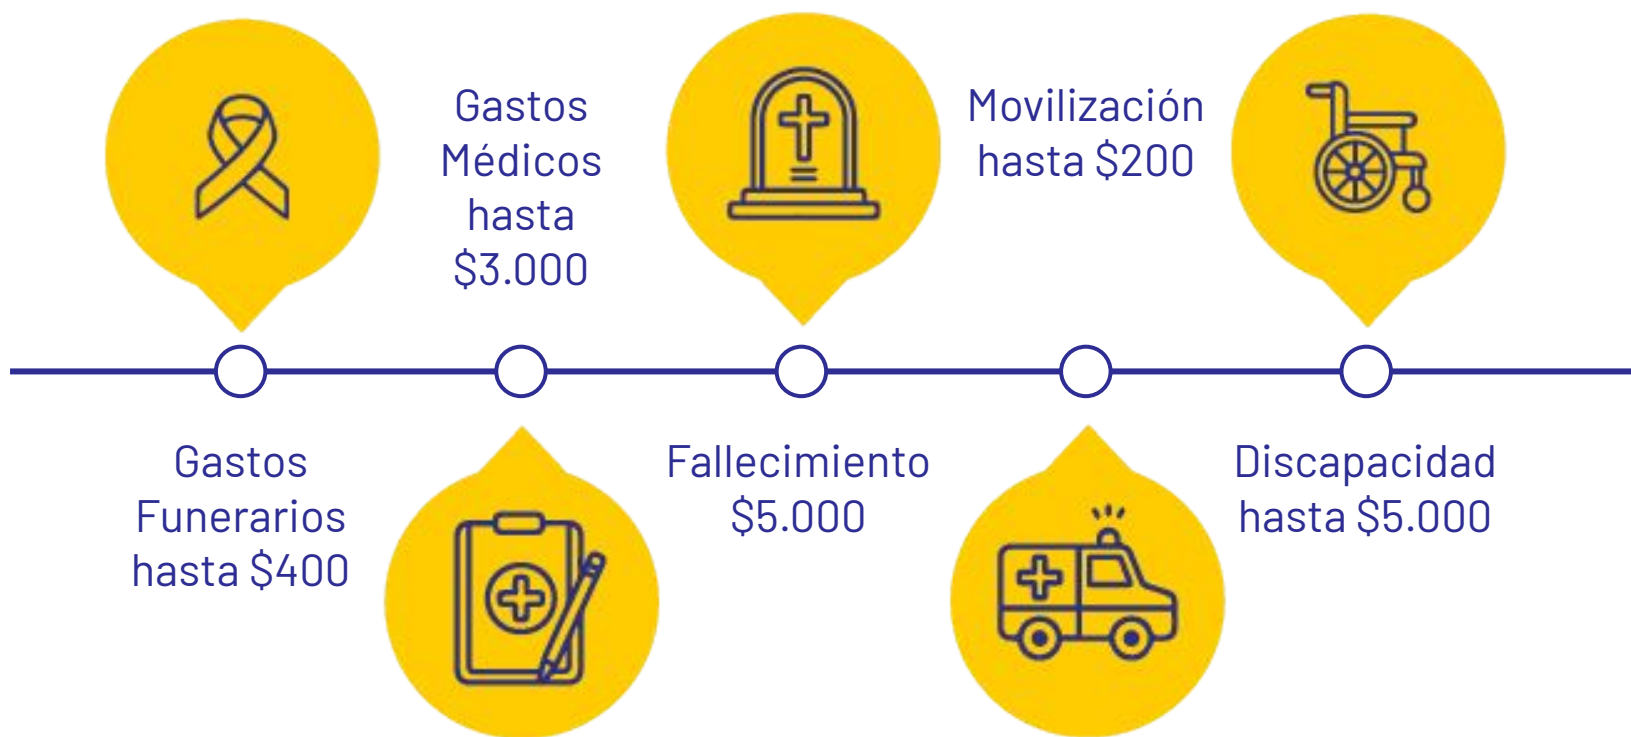 Gastos
Médicos
hasta
$3.000
Movilización
hasta $200
Gastos
Funerarios
hasta $400
Fallecimiento
$5.000
Discapacidad
hasta $5.000